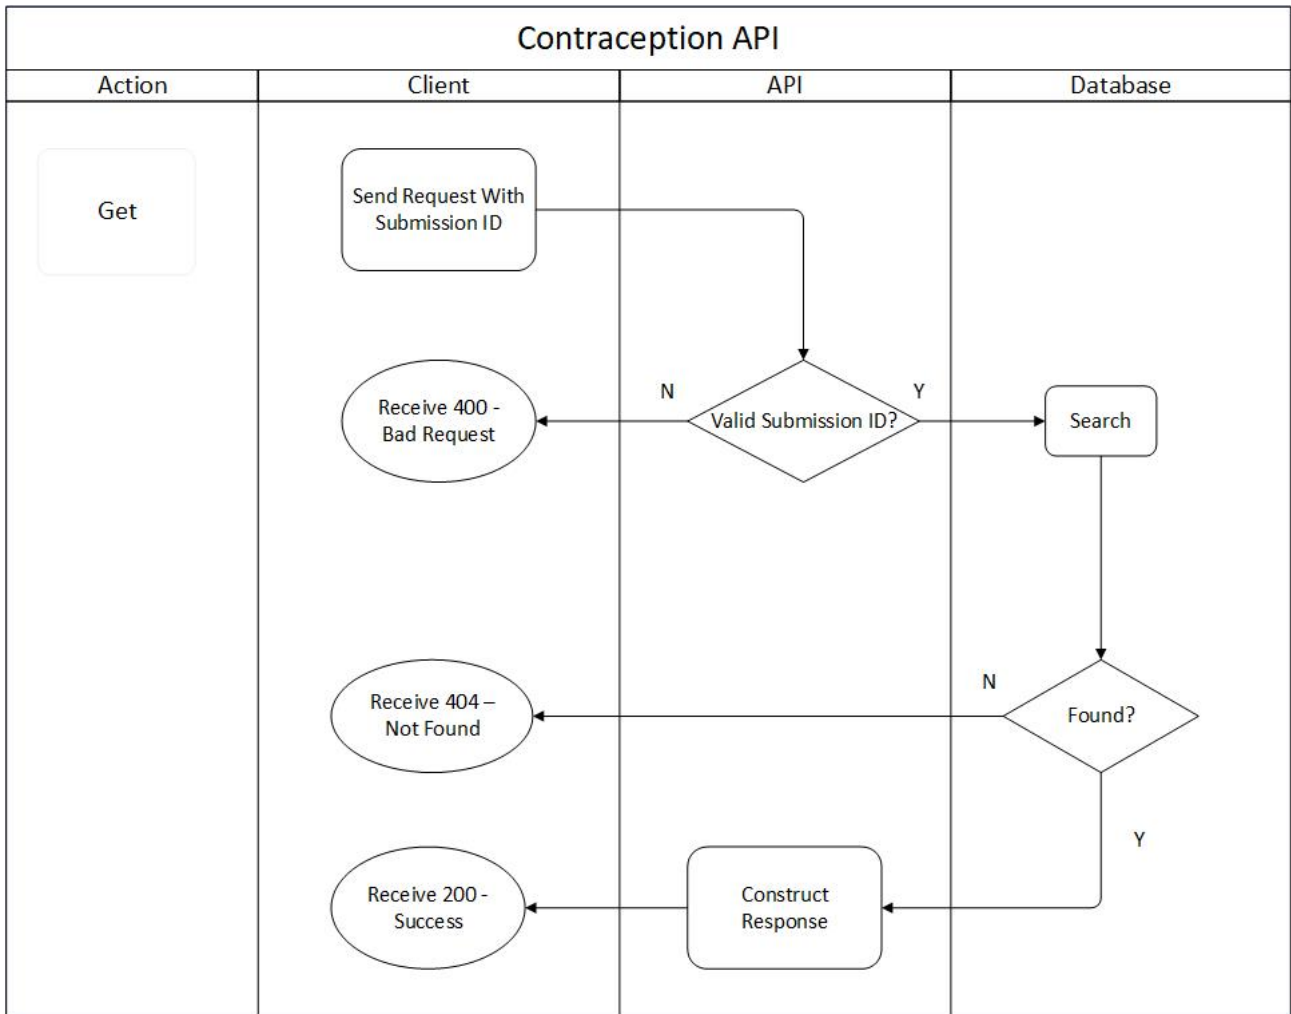 Contraception API
Action
Client
API
Database
Get
Send Request With
Submission ID
Receive 400 -
Bad Request
N
Valid Submission ID?
Y
Search
Receive 404 –
Not Found
N
Found?
Y
Receive 200 -
Success
Construct
Response